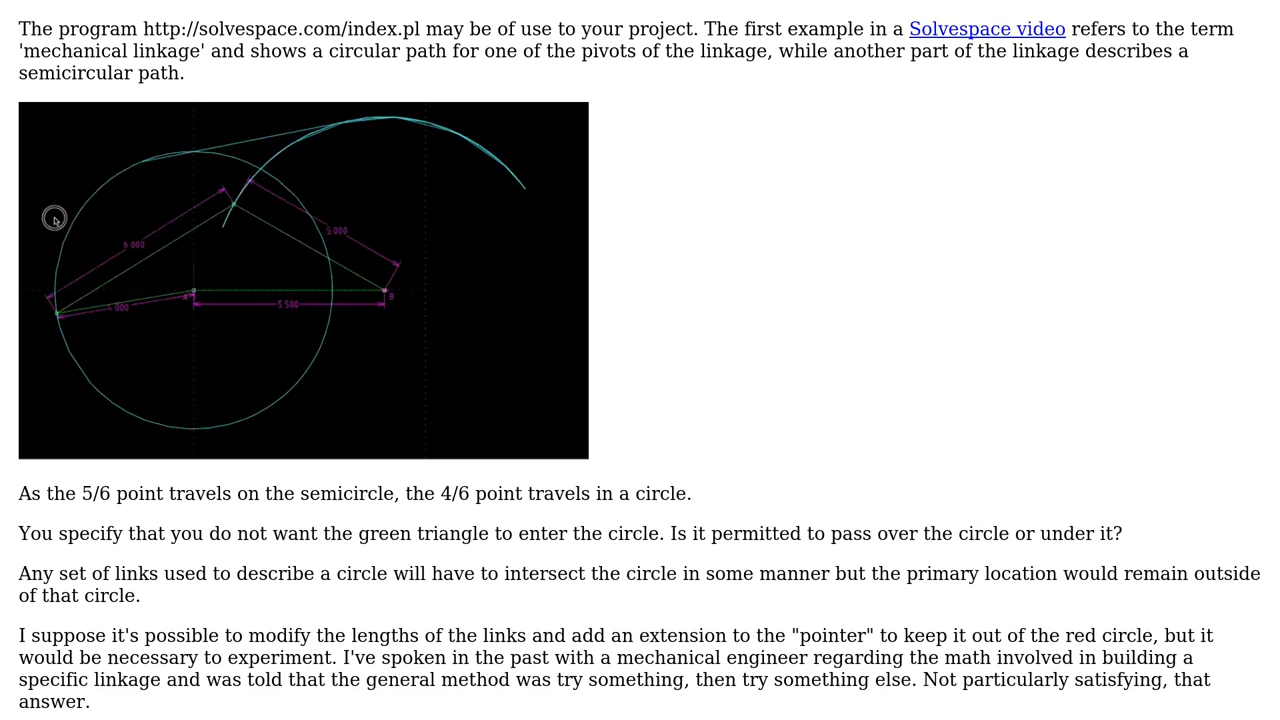 The program http://solvespace.com/index.pl may be of use to your project. The first example in a Solvespace video refers to the term
'mechanical linkage' and shows a circular path for one of the pivots of the linkage, while another part of the linkage describes a
semicircular path.
6 000
5 000
4 000
5 500
A
B
As the 5/6 point travels on the semicircle, the 4/6 point travels in a circle.
You specify that you do not want the green triangle to enter the circle. Is it permitted to pass over the circle or under it?
Any set of links used to describe a circle will have to intersect the circle in some manner but the primary location would remain outside
of that circle.
I suppose it's possible to modify the lengths of the links and add an extension to the "pointer" to keep it out of the red circle, but it
would be necessary to experiment. I've spoken in the past with a mechanical engineer regarding the math involved in building a
specific linkage and was told that the general method was try something, then try something else. Not particularly satisfying, that
answer.